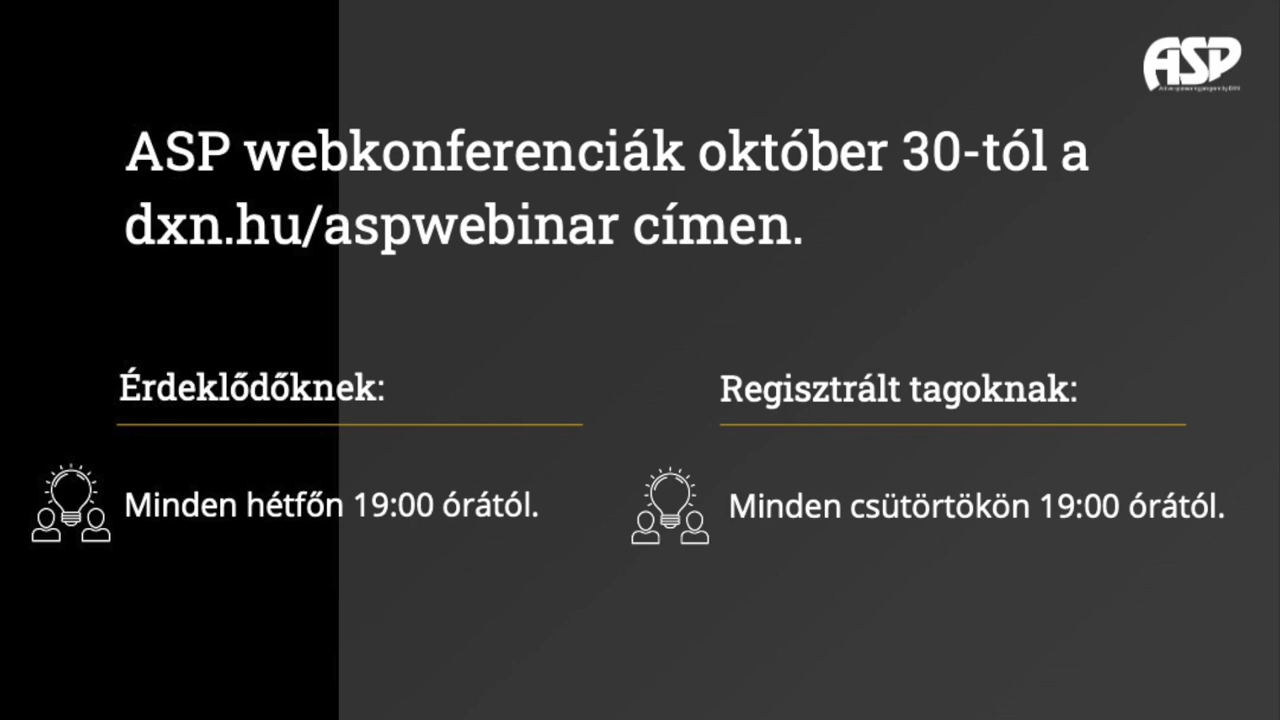 ASP
ASP webkonferenciák október 30-tól a
dxn.hu/aspwebinar címen.
Érdeklődőknek:
Regisztrált tagoknak:
Minden hétfőn 19:00 órától.
Minden csütörtökön 19:00 órától.